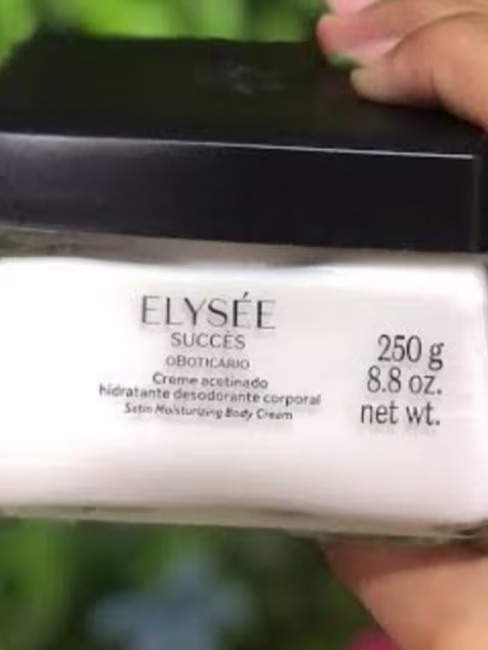 ELYSÉE
SUCCÈS
OBOTICÁRIO
Creme acetinado
hidratante desodorante corporal
Satin Moisturizing Body Cream
250 g
8.8 oz.
net wt.